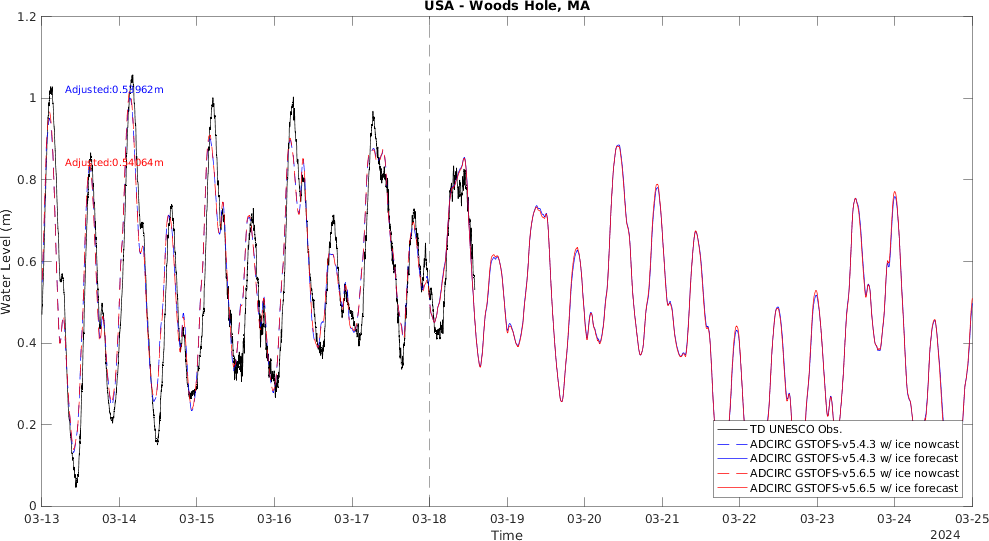 USA - Woods Hole, MA
1.2
1
0.8
0.6
0.4
0.2
0
Water Level (m)
Adjusted:0.53962m
Adjusted:0.54064m
TD UNESCO Obs.
ADCIRC GSTOFS-v5.4.3 w/ ice nowcast
ADCIRC GSTOFS-v5.4.3 w/ ice forecast
ADCIRC GSTOFS-v5.6.5 w/ ice nowcast
ADCIRC GSTOFS-v5.6.5 w/ ice forecast
03-13 03-14 03-15 03-16 03-17 03-18 03-19 03-20 03-21 03-22 03-23 03-24 03-25
Time
2024